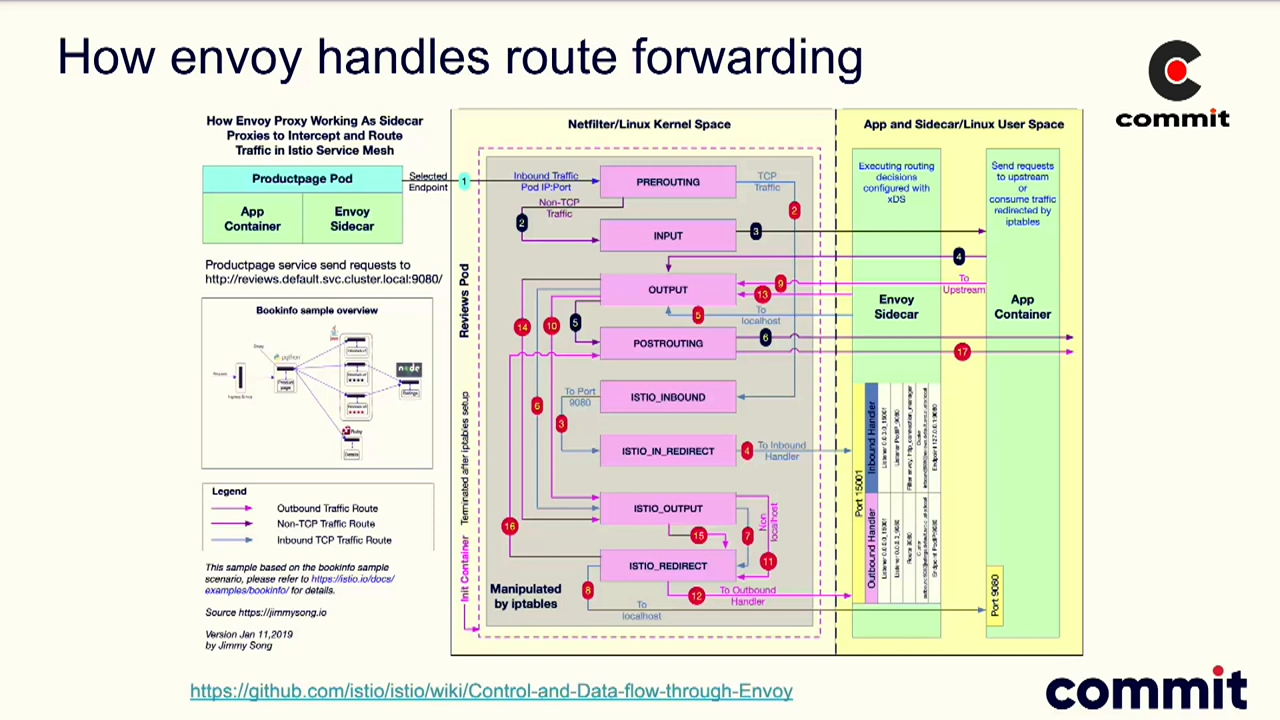 How envoy handles route forwarding
commit
How Envoy Proxy Working As Sidecar
Proxies to Intercept and Route
Traffic in Istio Service Mesh
Productpage Pod
App
Container
Envoy
Sidecar
Selected
Endpoint
1
Productpage service send requests to
http://reviews.default.svc.cluster.local:9080/
Bookinfo sample overview
python
node
Ruby
Legend
Outbound Traffic Route
Non-TCP Traffic Route
Inbound TCP Traffic Route
This sample based on the bookinfo sample
scenario, please refer to https://istio.io/docs/
examples/bookinfo/ for details.
Source https://jimmysong.io
Version Jan 11,2019
by Jimmy Song
Netfilter/Linux Kernel Space
Reviews Pod
Init Container Terminated after iptables setup
Inbound Traffic
Pod IP:Port
PREROUTING
TCP
Traffic
Non-TCP
Traffic
2
2
INPUT
3
4
OUTPUT
9
13
To
Upstream
5
To
localhost
14
10
5
POSTROUTING
6
17
To Port
9080
ISTIO_INBOUND
6
3
ISTIO_IN_REDIRECT
4
To Inbound
Handler
ISTIO_OUTPUT
Non
localhost
16
15
7
11
ISTIO_REDIRECT
8
12
To Outbound
Handler
Manipulated
by iptables
To
localhost
App and Sidecar/Linux User Space
Executing routing
decisions
configured with
xDS
Send requests
to upstream
or
consume traffic
redirected by
iptables
Envoy
Sidecar
App
Container
Port 15001
Inbound Handler
Outbound Handler
Port 9080
https://github.com/istio/istio/wiki/Control-and-Data-flow-through-Envoy
commit